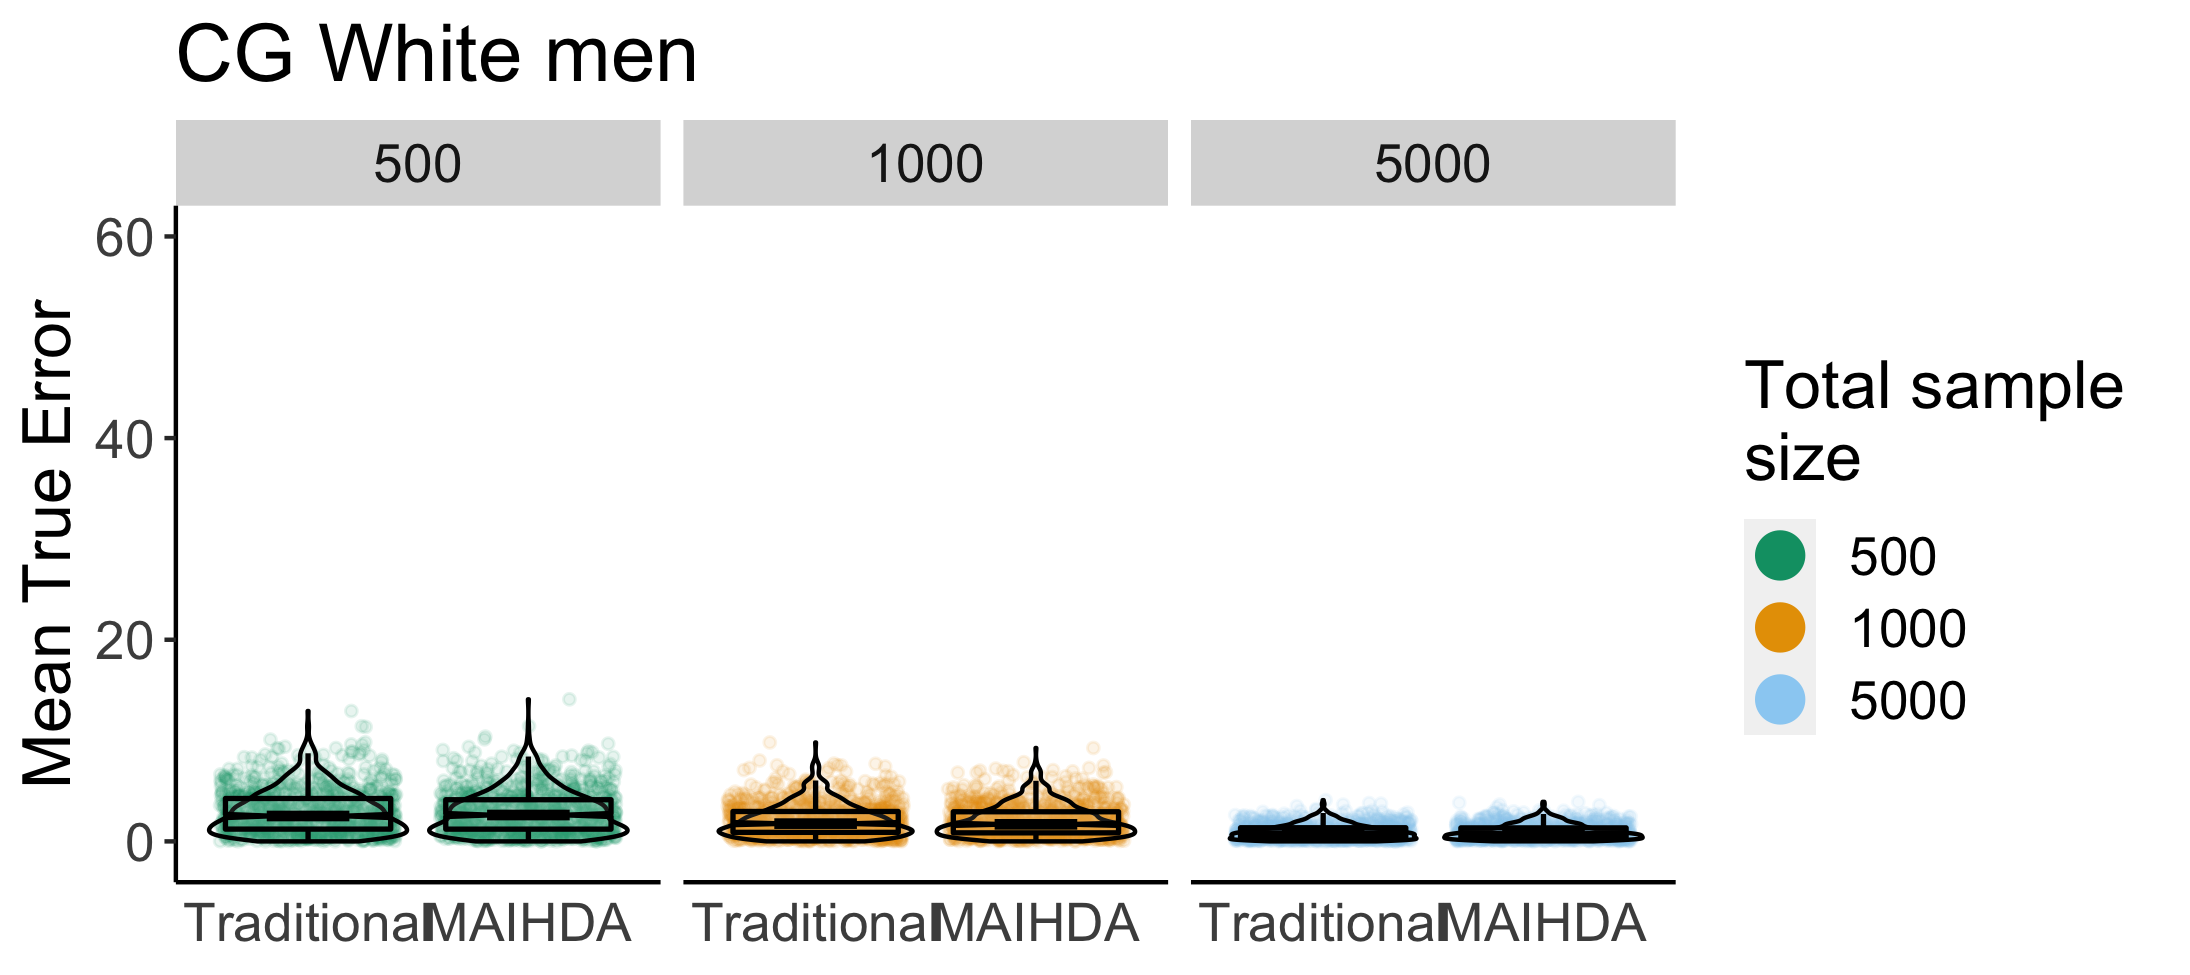 CG White men
500
1000
5000
60
40
20
0
Mean True Error
Traditional
MAIHDA
Traditional
MAIHDA
Traditional
MAIHDA
Total sample
size
500
1000
5000